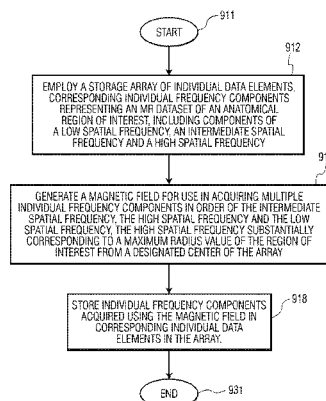 START
911
912
EMPLOY A STORAGE ARRAY OF INDIVIDUAL DATA ELEMENTS,
CORRESPONDING INDIVIDUAL FREQUENCY COMPONENTS
REPRESENTING AN MR DATASET OF AN ANATOMICAL
REGION OF INTEREST, INCLUDING COMPONENTS OF
A LOW SPATIAL FREQUENCY, AN INTERMEDIATE SPATIAL
FREQUENCY AND A HIGH SPATIAL FREQUENCY
GENERATE A MAGNETIC FIELD FOR USE IN ACQUIRING MULTIPLE
INDIVIDUAL FREQUENCY COMPONENTS IN ORDER OF THE INTERMEDIATE
SPATIAL FREQUENCY, THE HIGH SPATIAL FREQUENCY AND THE LOW
SPATIAL FREQUENCY, THE HIGH SPATIAL FREQUENCY SUBSTANTIALLY
CORRESPONDING TO A MAXIMUM RADIUS VALUE OF THE REGION OF
INTEREST FROM A DESIGNATED CENTER OF THE ARRAY
918
STORE INDIVIDUAL FREQUENCY COMPONENTS
ACQUIRED USING THE MAGNETIC FIELD IN
CORRESPONDING INDIVIDUAL DATA
ELEMENTS IN THE ARRAY.
END
931